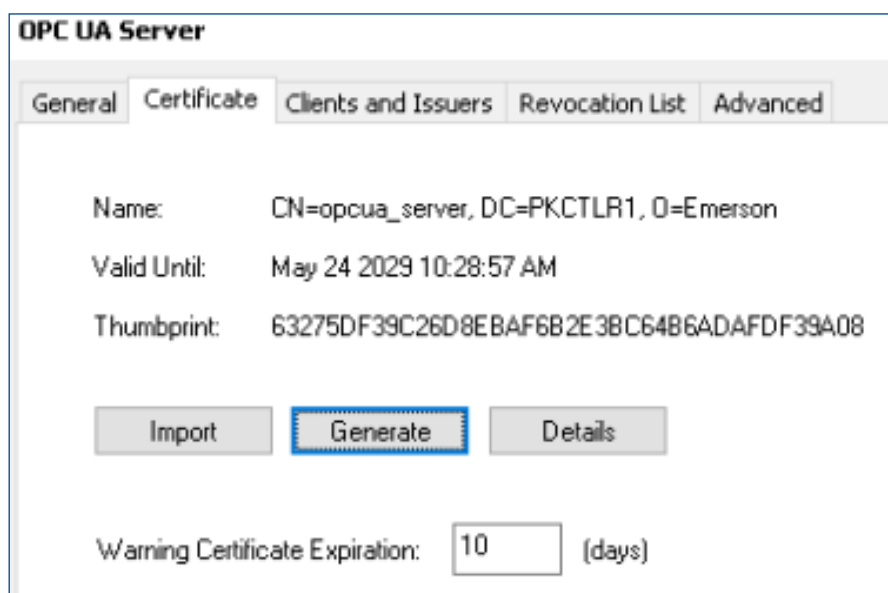 OPC UA Server
General Certificate Clients and Issuers Revocation List Advanced
Name: CN=opcua_server, DC=PKCTLR1, O=Emerson
Valid Until: May 24 2029 10:28:57 AM
Thumbprint: 63275DF39C26D8EBAF6B2E3BC64B6ADAFDF39A08
Import Generate Details
Warning Certificate Expiration: 10 (days)